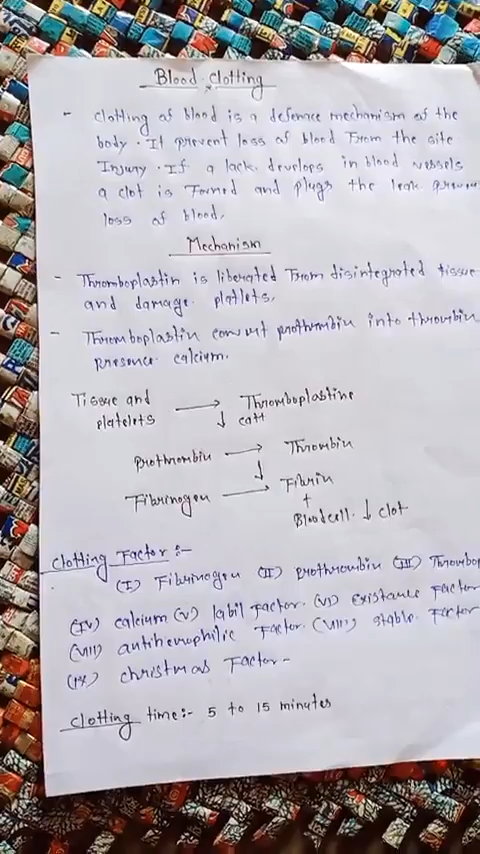 Blood Clotting
- Clotting of blood is a defence mechanism of the
body. It prevent loss of blood From the site
Injury. If a lack develops in blood vessels
a clot is Formed and plugs the leak
loss of blood.
Mechanism
- Thromboplastin is liberated From disintegrated tissue
and damage platlets.
- Thromboplastin convert prothrombin into thrombin
presence calcium.
Tissue and → Thromboplastine
platelets ↓ ca++
Prothrombin → Thrombin
↓
Fibrinogen → Fibrin
+
Blood cell. ↓ clot
Clotting Factor :-
(I) Fibrinogen (II) prothrombin (III) Thrombop
(IV) calcium (V) labil Factor. (VI) existance Factor
(VII) antihemophilic Factor. (VIII) stable Factor
(IX) christmas Factor-
Clotting time:- 5 to 15 minutes